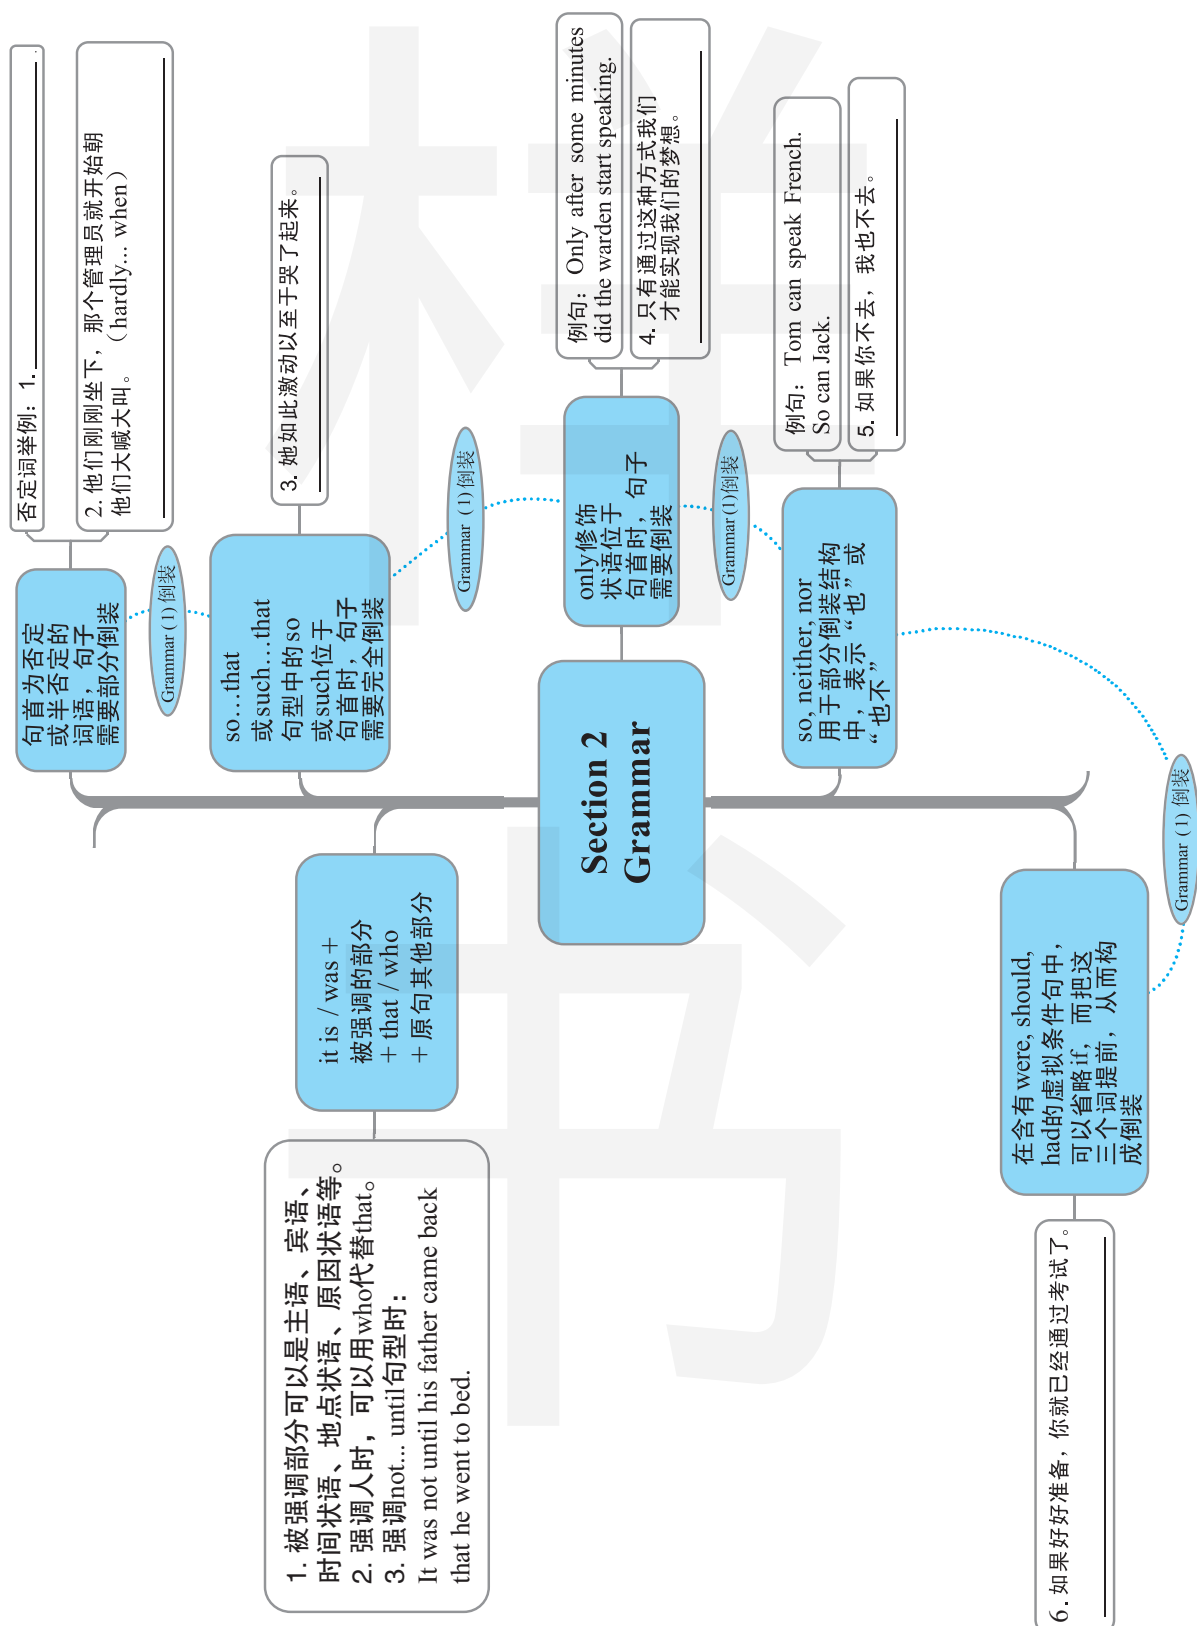 Section 2
Grammar
句首为否定
或半否定的
词语，句子
需要部分倒装
否定词举例：1.
2. 他们刚刚坐下，那个管理员就开始朝
他们大喊大叫。（hardly... when）
Grammar (1) 倒装
so…that
或such…that
句型中的so
或such位于
句首时，句子
需要完全倒装
3. 她如此激动以至于哭了起来。
Grammar (1) 倒装
only修饰
状语位于
句首时，句子
需要倒装
例句：Only after some minutes
did the warden start speaking.
4. 只有通过这种方式我们
才能实现我们的梦想。
Grammar (1) 倒装
so, neither, nor
用于部分倒装结构
中，表示“也”或
“也不”
例句：Tom can speak French.
So can Jack.
5. 如果你不去，我也不去。
Grammar (1) 倒装
在含有were, should,
had的虚拟条件句中，
可以省略if，而把这
三个词提前，从而构
成倒装
6. 如果好好准备，你就已经通过考试了。
it is / was +
被强调的部分
+ that / who
+ 原句其他部分
1. 被强调部分可以是主语、宾语、
时间状语、地点状语、原因状语等。
2. 强调人时，可以用who代替that。
3. 强调not... until句型时：
It was not until his father came back
that he went to bed.
样
书